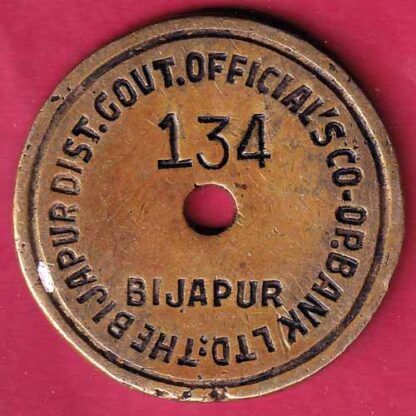 THE BIJAPUR DIST. GOVT. OFFICIAL'S CO-OP. BANK LTD:
134
BIJAPUR